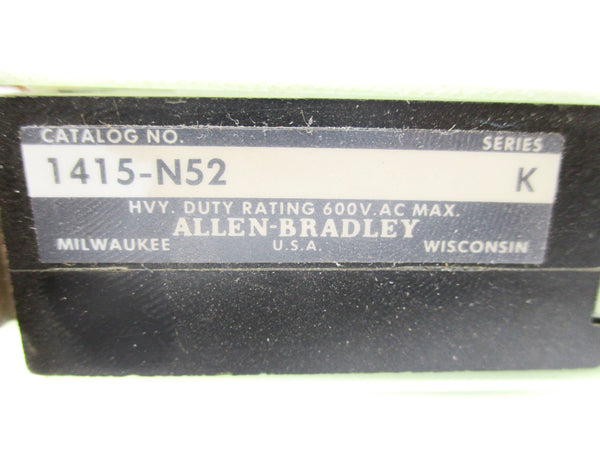 CATALOG NO. SERIES
1415-N52 K
HVY. DUTY RATING 600V. AC MAX.
ALLEN-BRADLEY
MILWAUKEE U.S.A. WISCONSIN